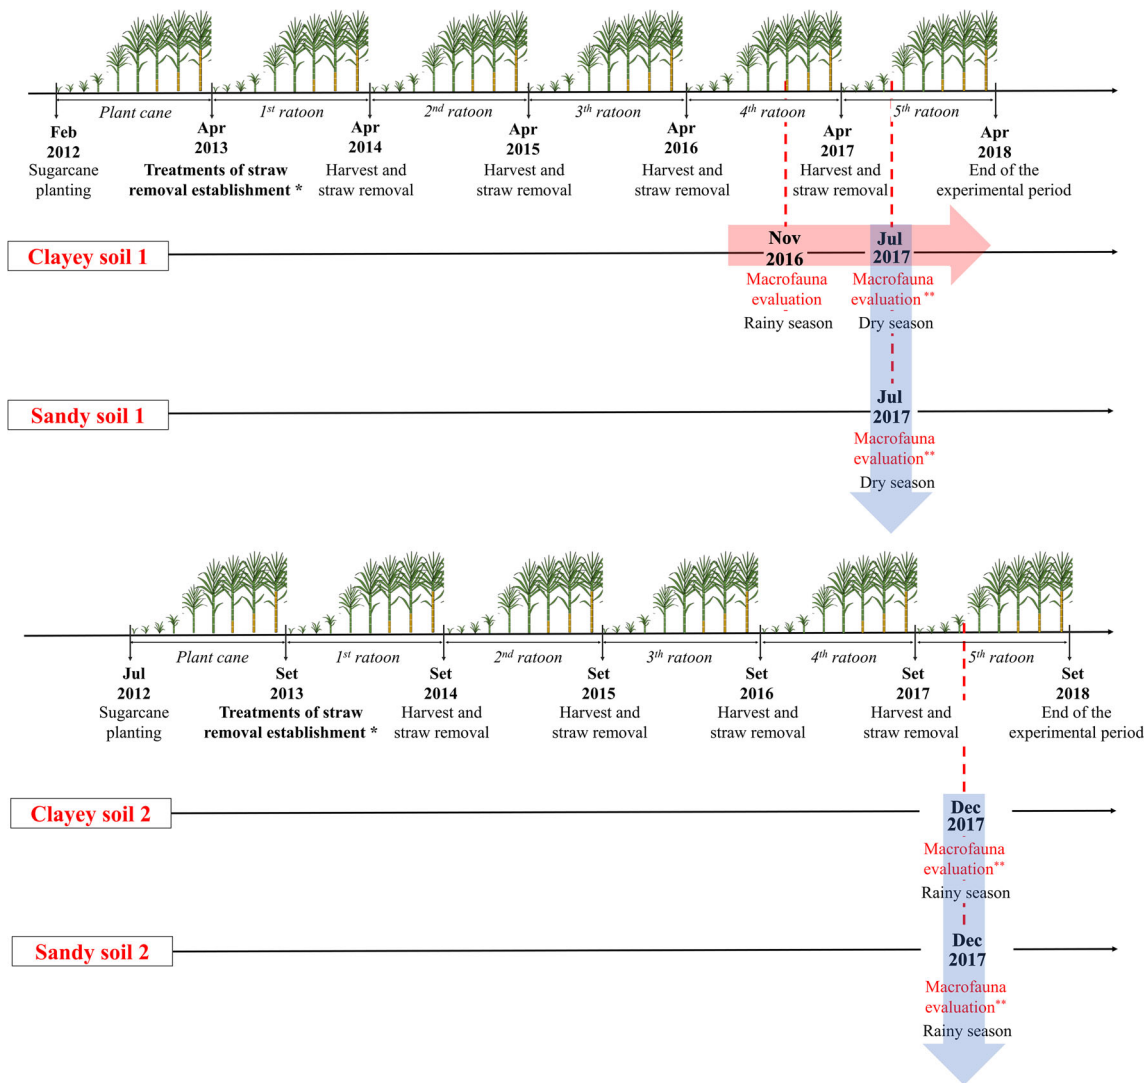 Plant cane
1st ratoon
2nd ratoon
3th ratoon
4th ratoon
5th ratoon
Feb
2012
Sugarcane
planting
Apr
2013
Treatments of straw
removal establishment *
Apr
2014
Harvest and
straw removal
Apr
2015
Harvest and
straw removal
Apr
2016
Harvest and
straw removal
Apr
2017
Harvest and
straw removal
Apr
2018
End of the
experimental period
Clayey soil 1
Nov
2016
Macrofauna
evaluation
Rainy season
Jul
2017
Macrofauna
evaluation**
Dry season
Sandy soil 1
Jul
2017
Macrofauna
evaluation**
Dry season
Plant cane
1st ratoon
2nd ratoon
3th ratoon
4th ratoon
5th ratoon
Jul
2012
Sugarcane
planting
Set
2013
Treatments of straw
removal establishment *
Set
2014
Harvest and
straw removal
Set
2015
Harvest and
straw removal
Set
2016
Harvest and
straw removal
Set
2017
Harvest and
straw removal
Set
2018
End of the
experimental period
Clayey soil 2
Dec
2017
Macrofauna
evaluation**
Rainy season
Sandy soil 2
Dec
2017
Macrofauna
evaluation**
Rainy season